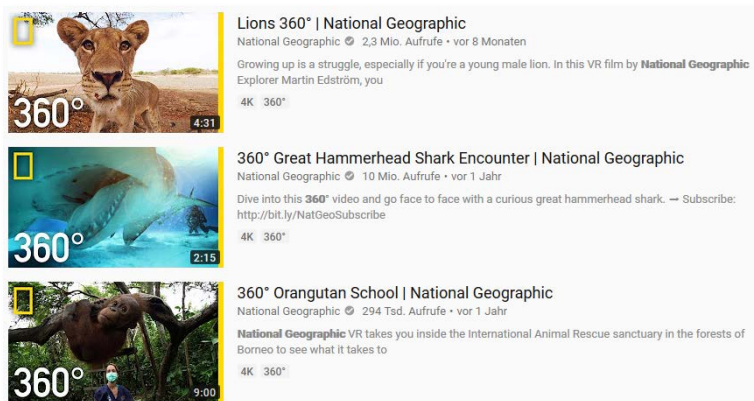 360°
4:31
Lions 360° | National Geographic
National Geographic 2,3 Mio. Aufrufe • vor 8 Monaten
Growing up is a struggle, especially if you're a young male lion. In this VR film by National Geographic
Explorer Martin Edström, you
4K 360°
360°
2:15
360° Great Hammerhead Shark Encounter | National Geographic
National Geographic 10 Mio. Aufrufe • vor 1 Jahr
Dive into this 360° video and go face to face with a curious great hammerhead shark. ➞ Subscribe:
http://bit.ly/NatGeoSubscribe
4K 360°
360°
9:00
360° Orangutan School | National Geographic
National Geographic 294 Tsd. Aufrufe • vor 1 Jahr
National Geographic VR takes you inside the International Animal Rescue sanctuary in the forests of
Borneo to see what it takes to
4K 360°